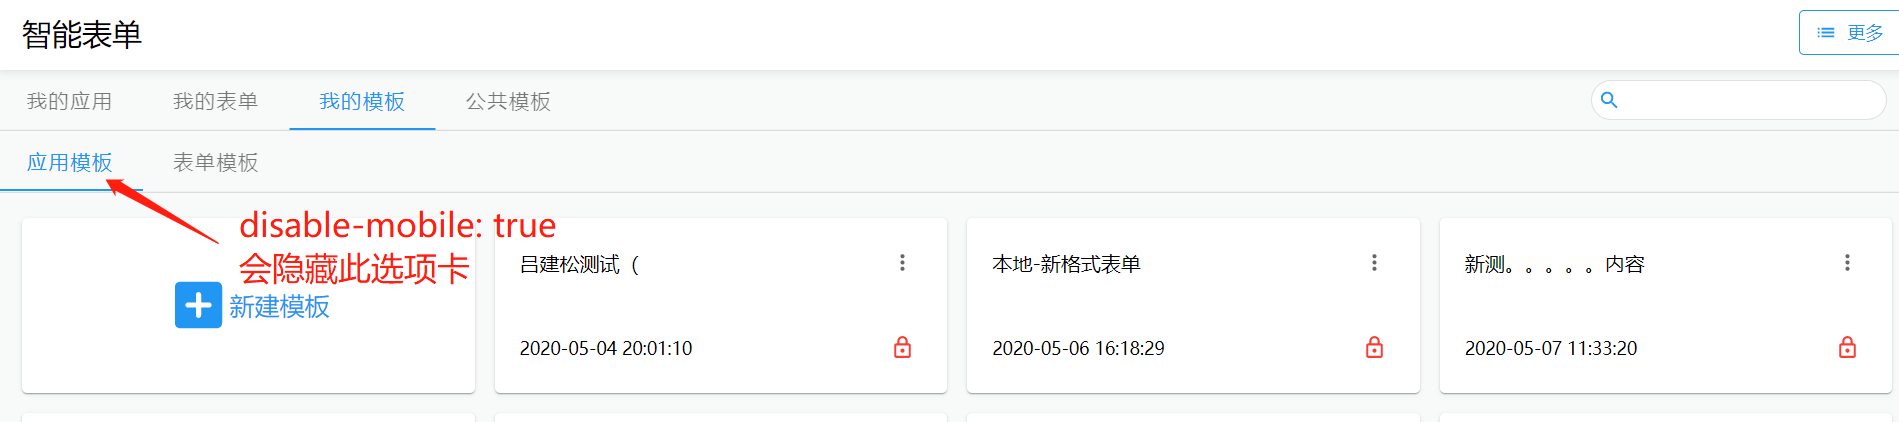 智能表单
更多
我的应用
我的表单
我的模板
公共模板
应用模板
表单模板
disable-mobile: true
会隐藏此选项卡
新建模板
吕建松测试（
2020-05-04 20:01:10
本地-新格式表单
2020-05-06 16:18:29
新测。。。。。内容
2020-05-07 11:33:20